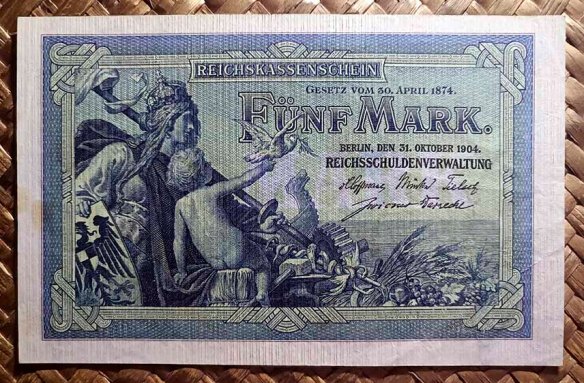 REICHSKASSENSCHEIN
GESETZ VOM 30. APRIL 1874.
FÜNF MARK.
BERLIN, DEN 31. OKTOBER 1904.
REICHSSCHULDENVERWALTUNG